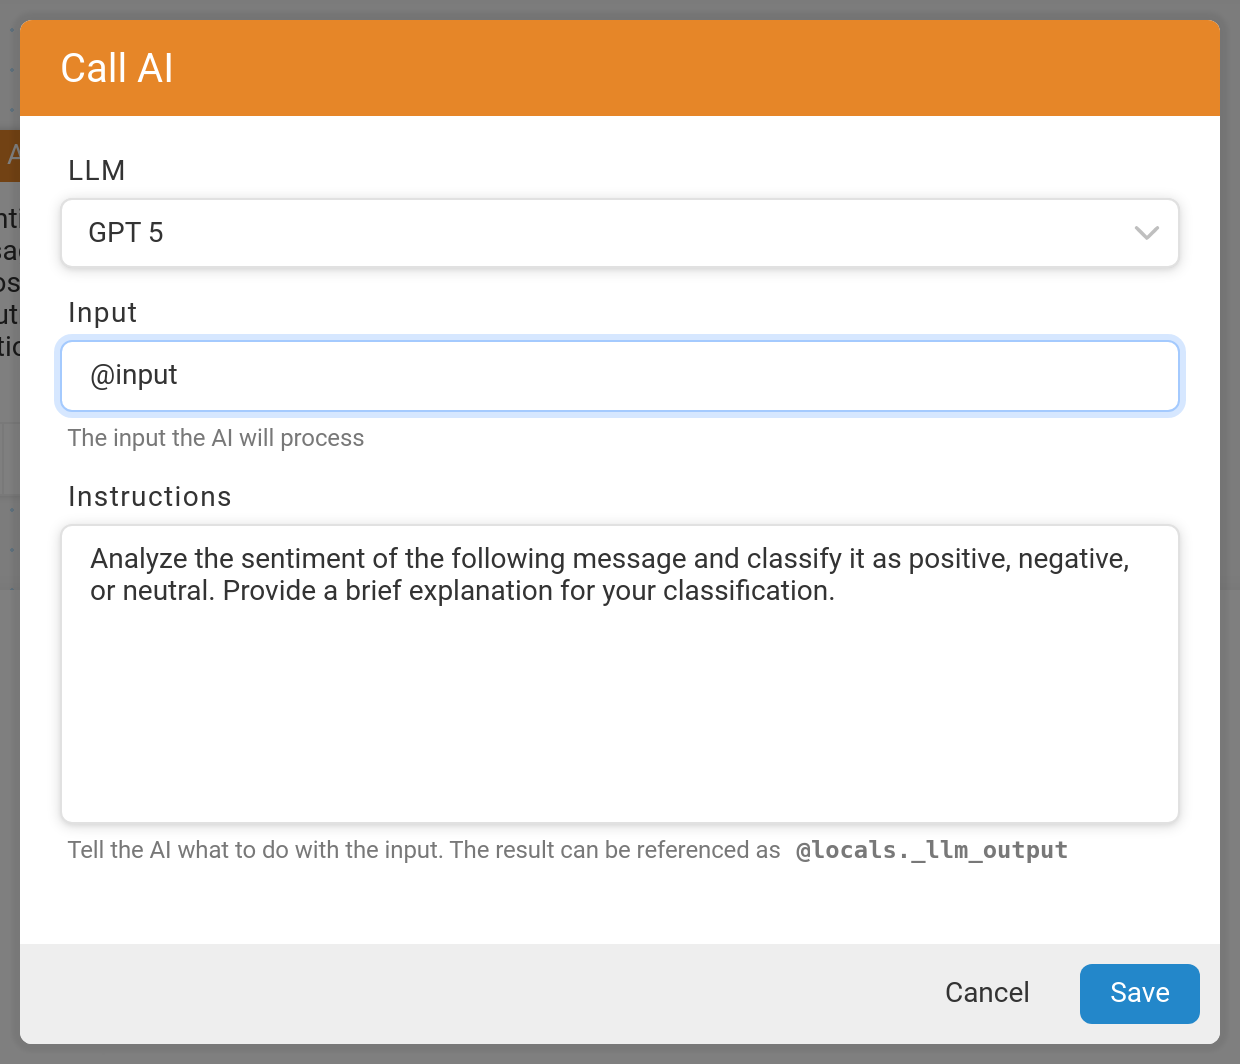 Call AI
LLM
GPT 5
Input
@input
The input the AI will process
Instructions
Analyze the sentiment of the following message and classify it as positive, negative,
or neutral. Provide a brief explanation for your classification.
Tell the AI what to do with the input. The result can be referenced as @locals._llm_output
Cancel
Save